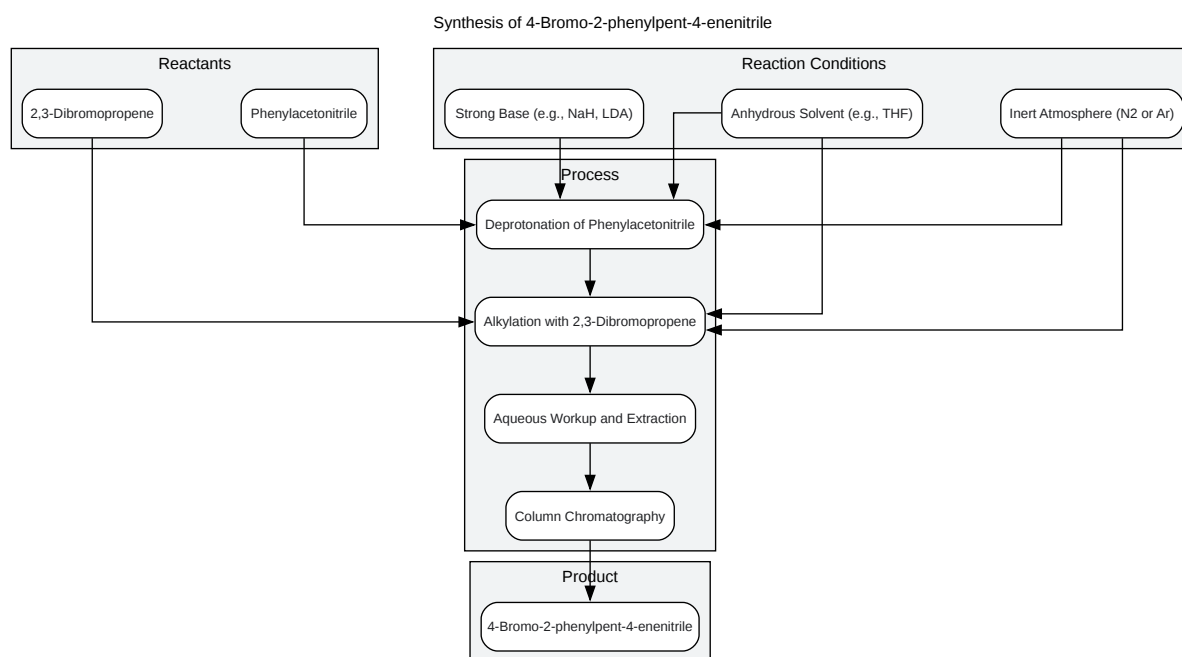 Synthesis of 4-Bromo-2-phenylpent-4-enenitrile
Reactants
Reaction Conditions
2,3-Dibromopropene
Phenylacetonitrile
Strong Base (e.g., NaH, LDA)
Anhydrous Solvent (e.g., THF)
Inert Atmosphere (N2 or Ar)
Process
Deprotonation of Phenylacetonitrile
Alkylation with 2,3-Dibromopropene
Aqueous Workup and Extraction
Column Chromatography
Product
4-Bromo-2-phenylpent-4-enenitrile